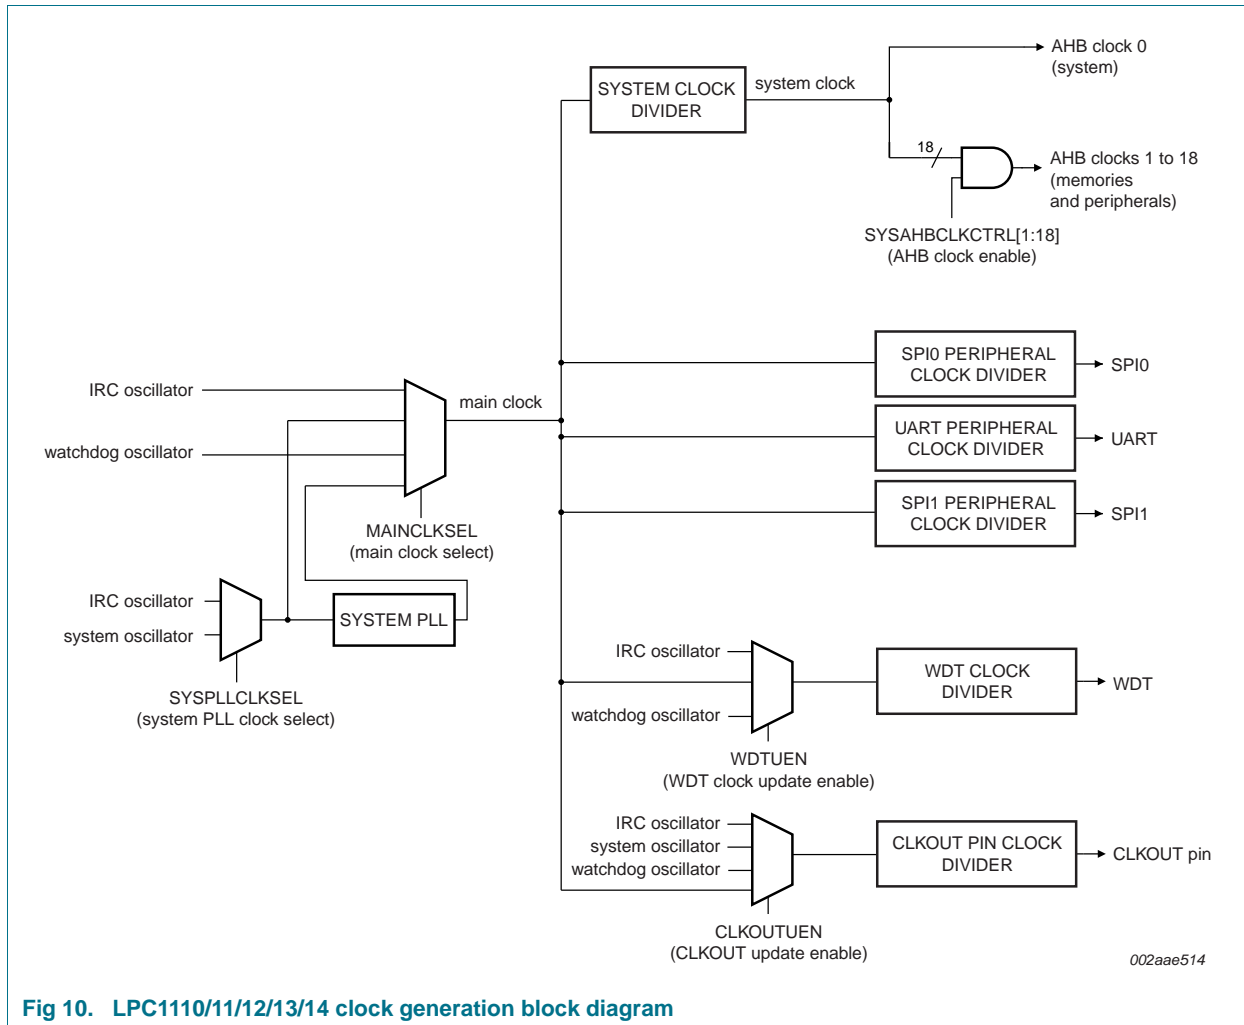 AHB clock 0
(system)
SYSTEM CLOCK
DIVIDER
system clock
18
AHB clocks 1 to 18
(memories
and peripherals)
SYSAHBCLKCTRL[1:18]
(AHB clock enable)
SPI0 PERIPHERAL
CLOCK DIVIDER
SPI0
IRC oscillator
main clock
UART PERIPHERAL
CLOCK DIVIDER
UART
watchdog oscillator
SPI1 PERIPHERAL
CLOCK DIVIDER
SPI1
MAINCLKSEL
(main clock select)
IRC oscillator
system oscillator
SYSTEM PLL
SYSPLLCLKSEL
(system PLL clock select)
IRC oscillator
watchdog oscillator
WDT CLOCK
DIVIDER
WDT
WDTUEN
(WDT clock update enable)
IRC oscillator
system oscillator
watchdog oscillator
CLKOUT PIN CLOCK
DIVIDER
CLKOUT pin
CLKOUTUEN
(CLKOUT update enable)
002aae514
Fig 10. LPC1110/11/12/13/14 clock generation block diagram